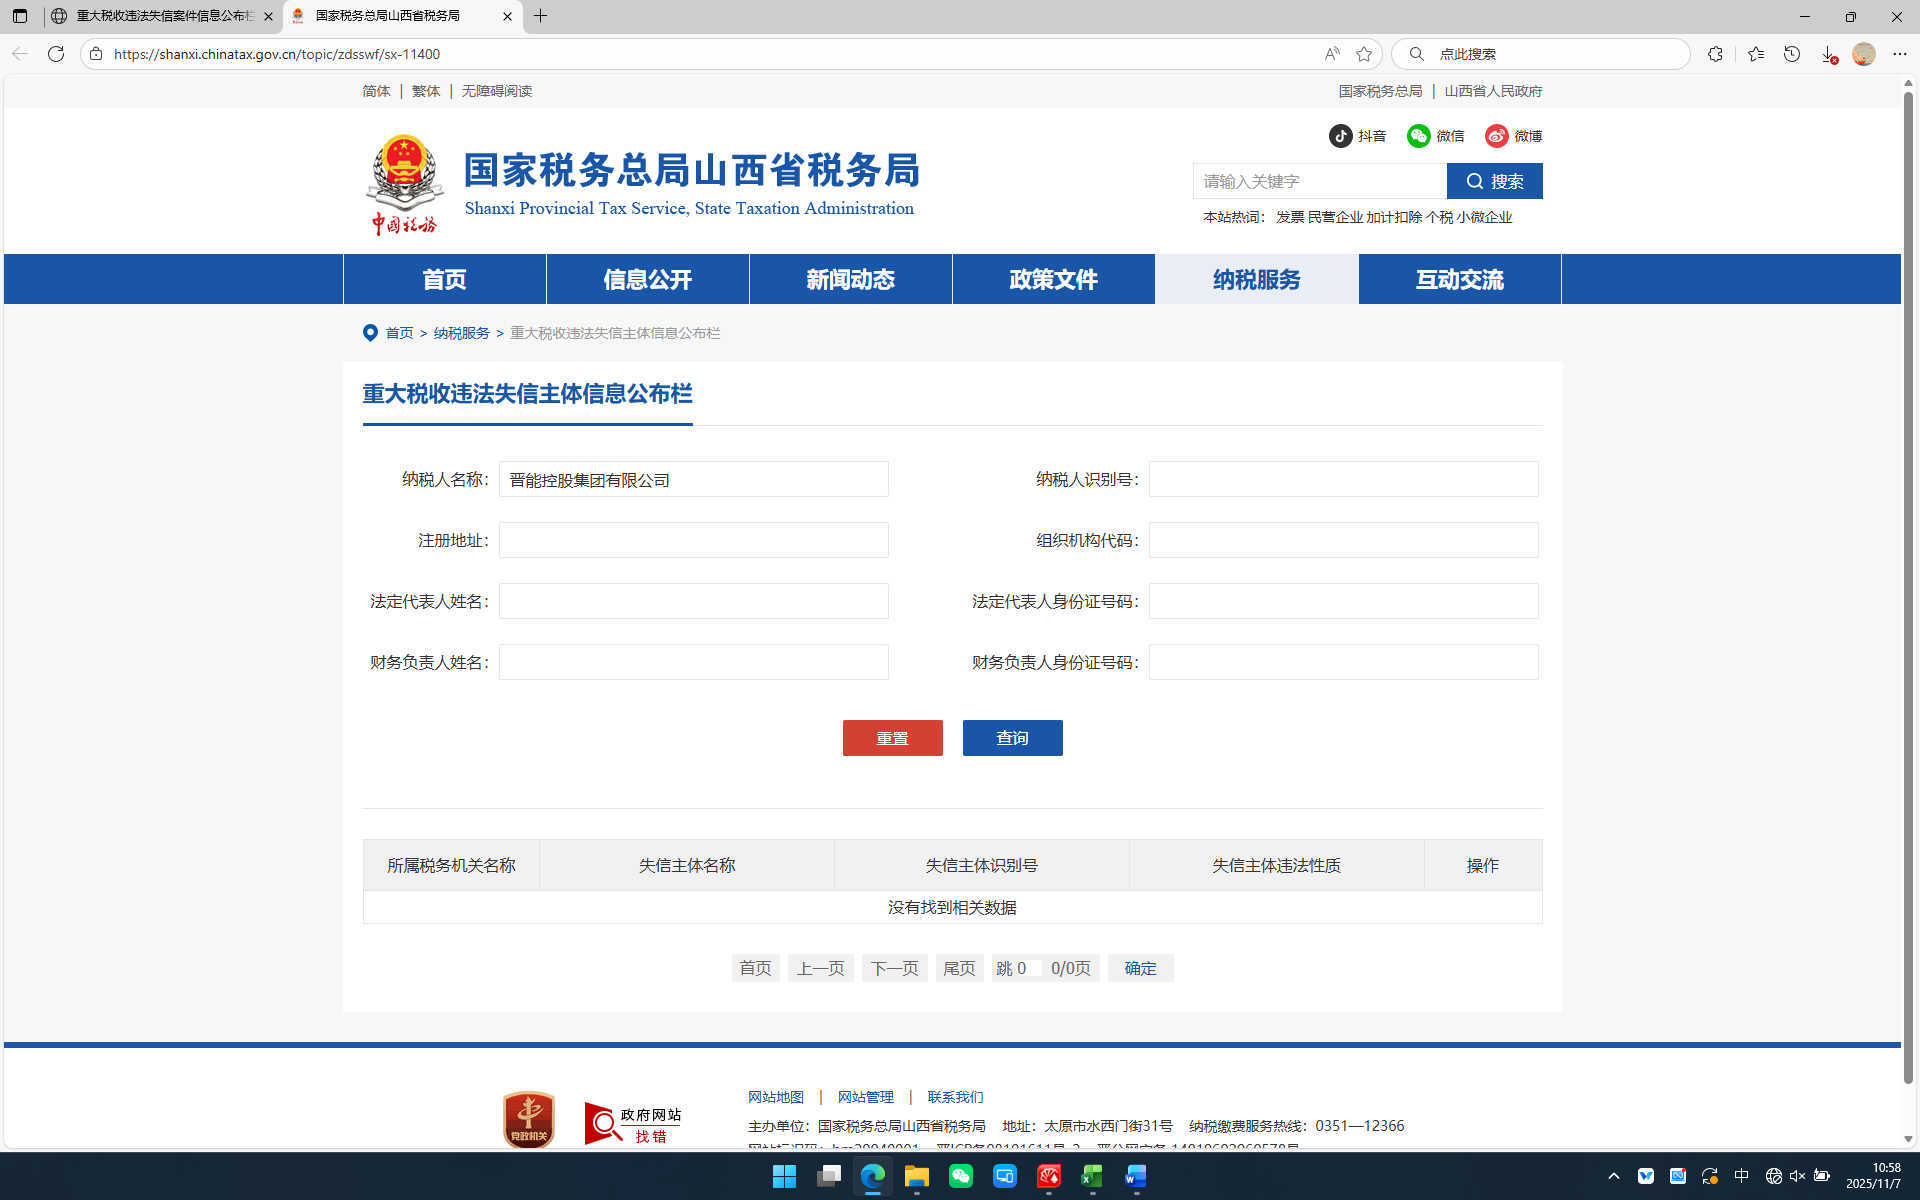 重大税收违法失信案件信息公布栏
国家税务总局山西省税务局
https://shanxi.chinatax.gov.cn/topic/zdsswf/sx-11400
点此搜索
简体 | 繁体 | 无障碍阅读
国家税务总局 | 山西省人民政府
抖音 微信 微博
中国税务
国家税务总局山西省税务局
Shanxi Provincial Tax Service, State Taxation Administration
请输入关键字 搜索
本站热词： 发票 民营企业 加计扣除 个税 小微企业
首页 信息公开 新闻动态 政策文件 纳税服务 互动交流
首页 > 纳税服务 > 重大税收违法失信主体信息公布栏
重大税收违法失信主体信息公布栏
纳税人名称： 晋能控股集团有限公司 纳税人识别号：
注册地址： 组织机构代码：
法定代表人姓名： 法定代表人身份证号码：
财务负责人姓名： 财务负责人身份证号码：
重置 查询
所属税务机关名称 失信主体名称 失信主体识别号 失信主体违法性质 操作
没有找到相关数据
首页 上一页 下一页 尾页 跳 0 0/0页 确定
网站地图 | 网站管理 | 联系我们
党政机关
政府网站
找错
主办单位：国家税务总局山西省税务局 地址：太原市水西门街31号 纳税缴费服务热线：0351—12366
中
10:58
2025/11/7